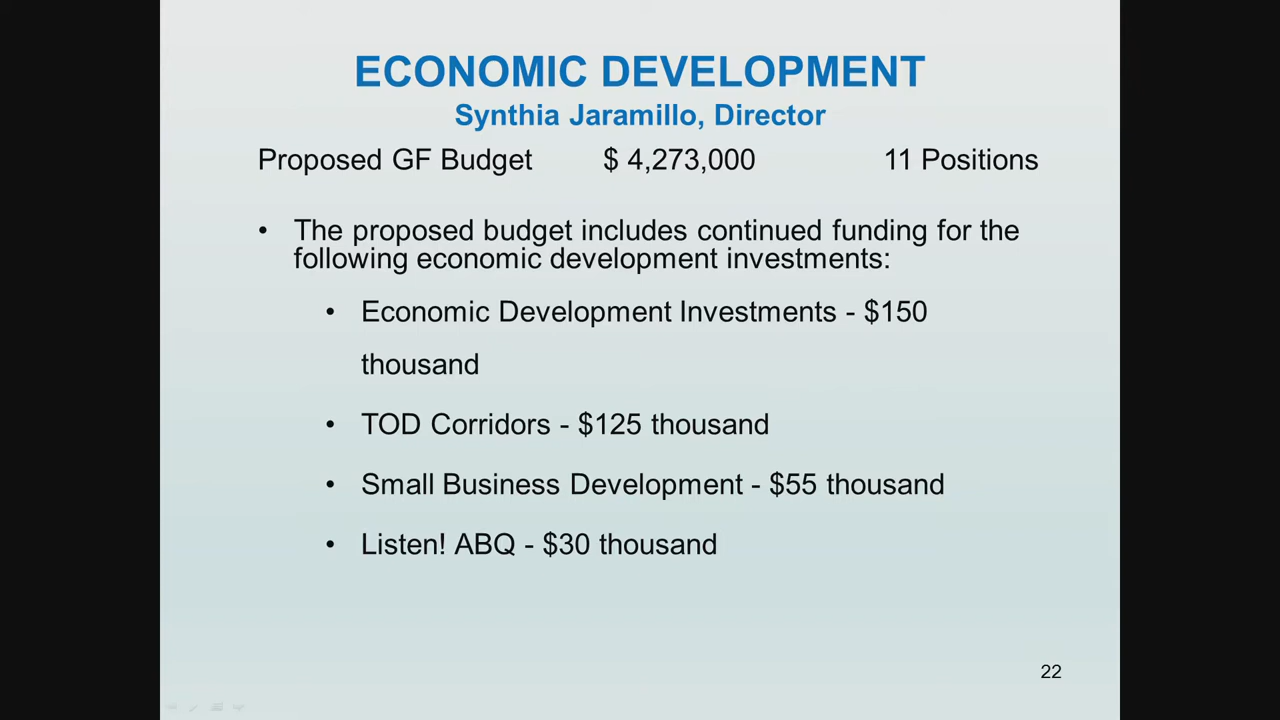 ECONOMIC DEVELOPMENT
Synthia Jaramillo, Director
Proposed GF Budget $ 4,273,000 11 Positions
• The proposed budget includes continued funding for the
following economic development investments:
• Economic Development Investments - $150
thousand
• TOD Corridors - $125 thousand
• Small Business Development - $55 thousand
• Listen! ABQ - $30 thousand
22